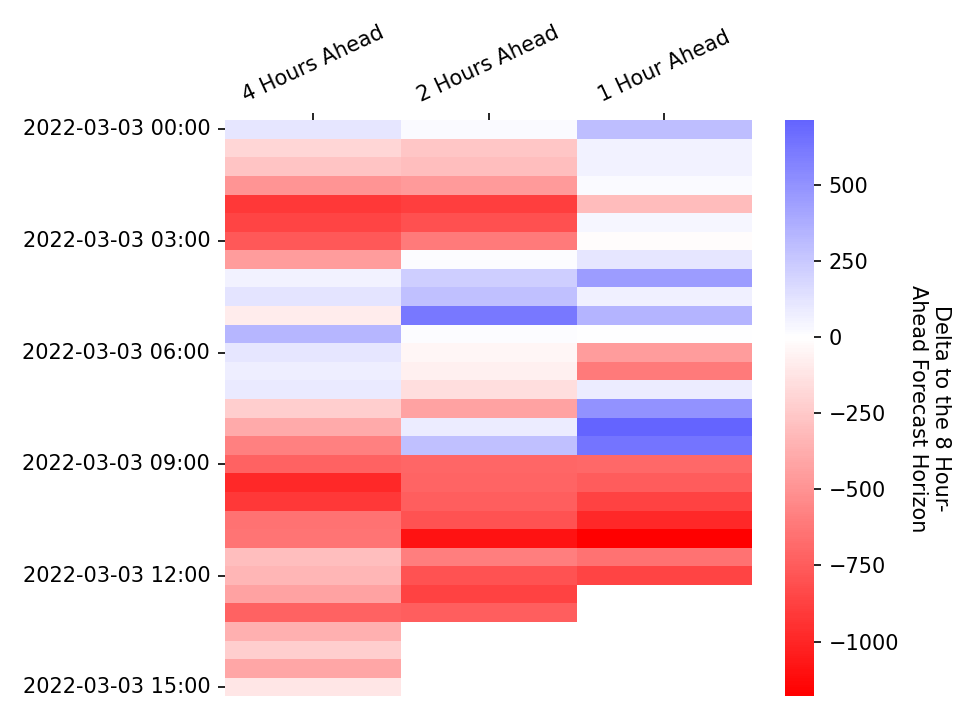 4 Hours Ahead
2 Hours Ahead
1 Hour Ahead
2022-03-03 00:00
2022-03-03 03:00
2022-03-03 06:00
2022-03-03 09:00
2022-03-03 12:00
2022-03-03 15:00
500
250
0
−250
−500
−750
−1000
Delta to the 8 Hour-
Ahead Forecast Horizon